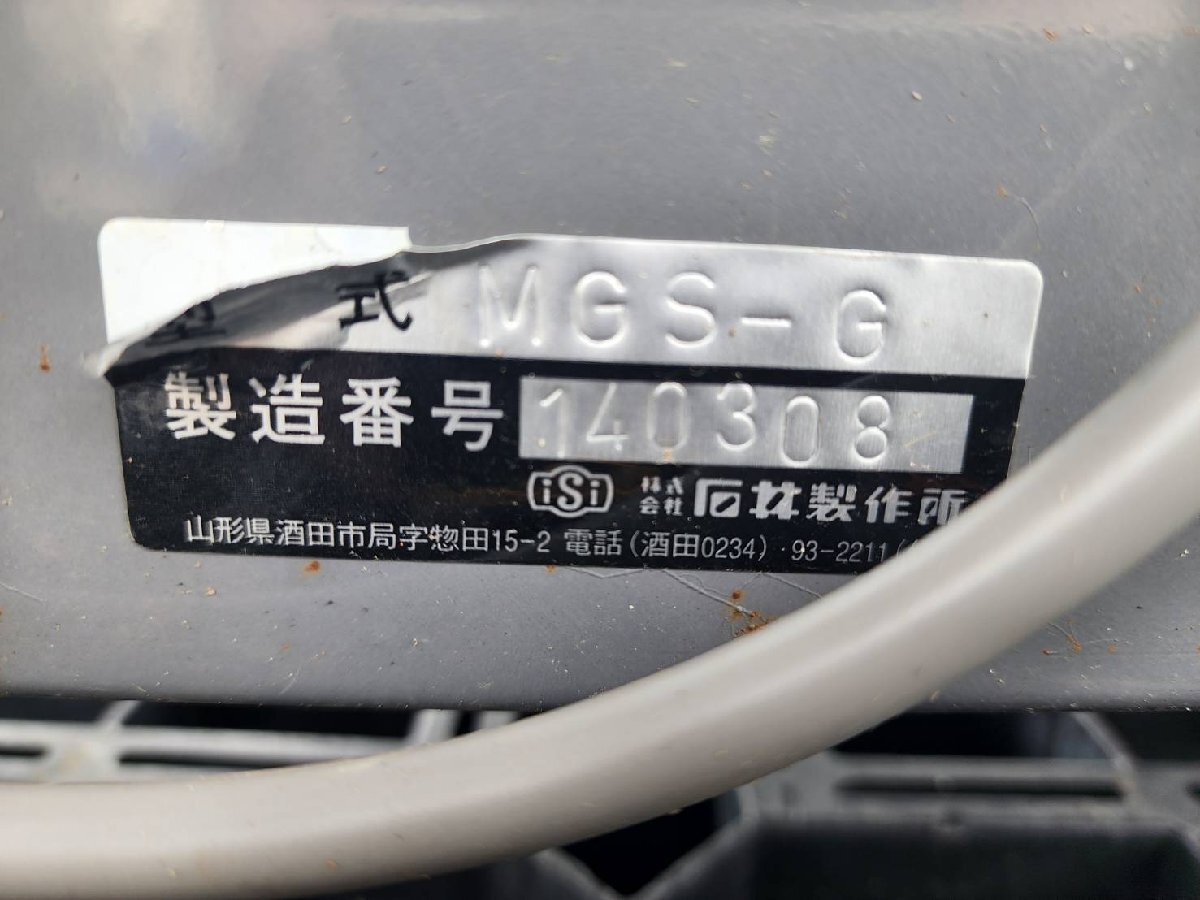 型式 MGS-G
製造番号 140308
iSi 株式会社 石井製作所
山形県酒田市局字惣田15-2 電話(酒田0234)・93-2211(